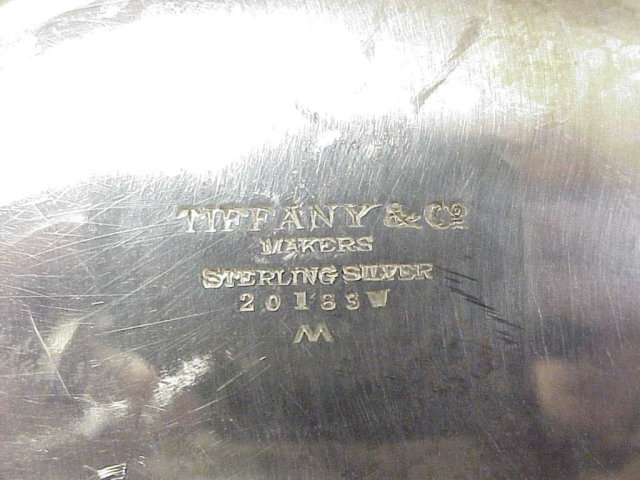 TIFFANY & Co
MAKERS
STERLING SILVER
20183W
M